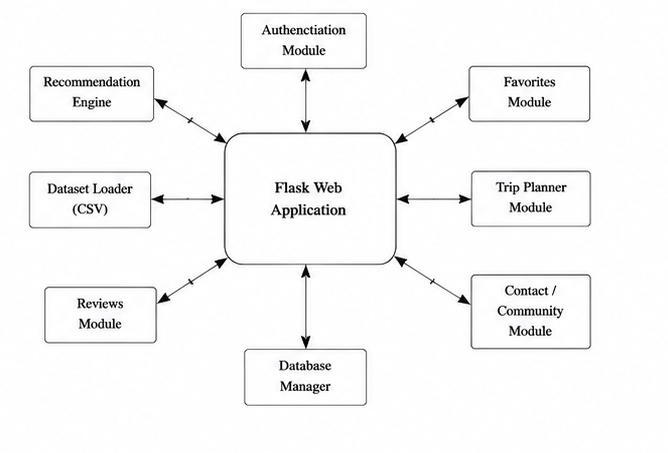 Authenctiation
Module
Recommendation
Engine
Favorites
Module
Dataset Loader
(CSV)
Flask Web
Application
Trip Planner
Module
Reviews
Module
Contact /
Community
Module
Database
Manager